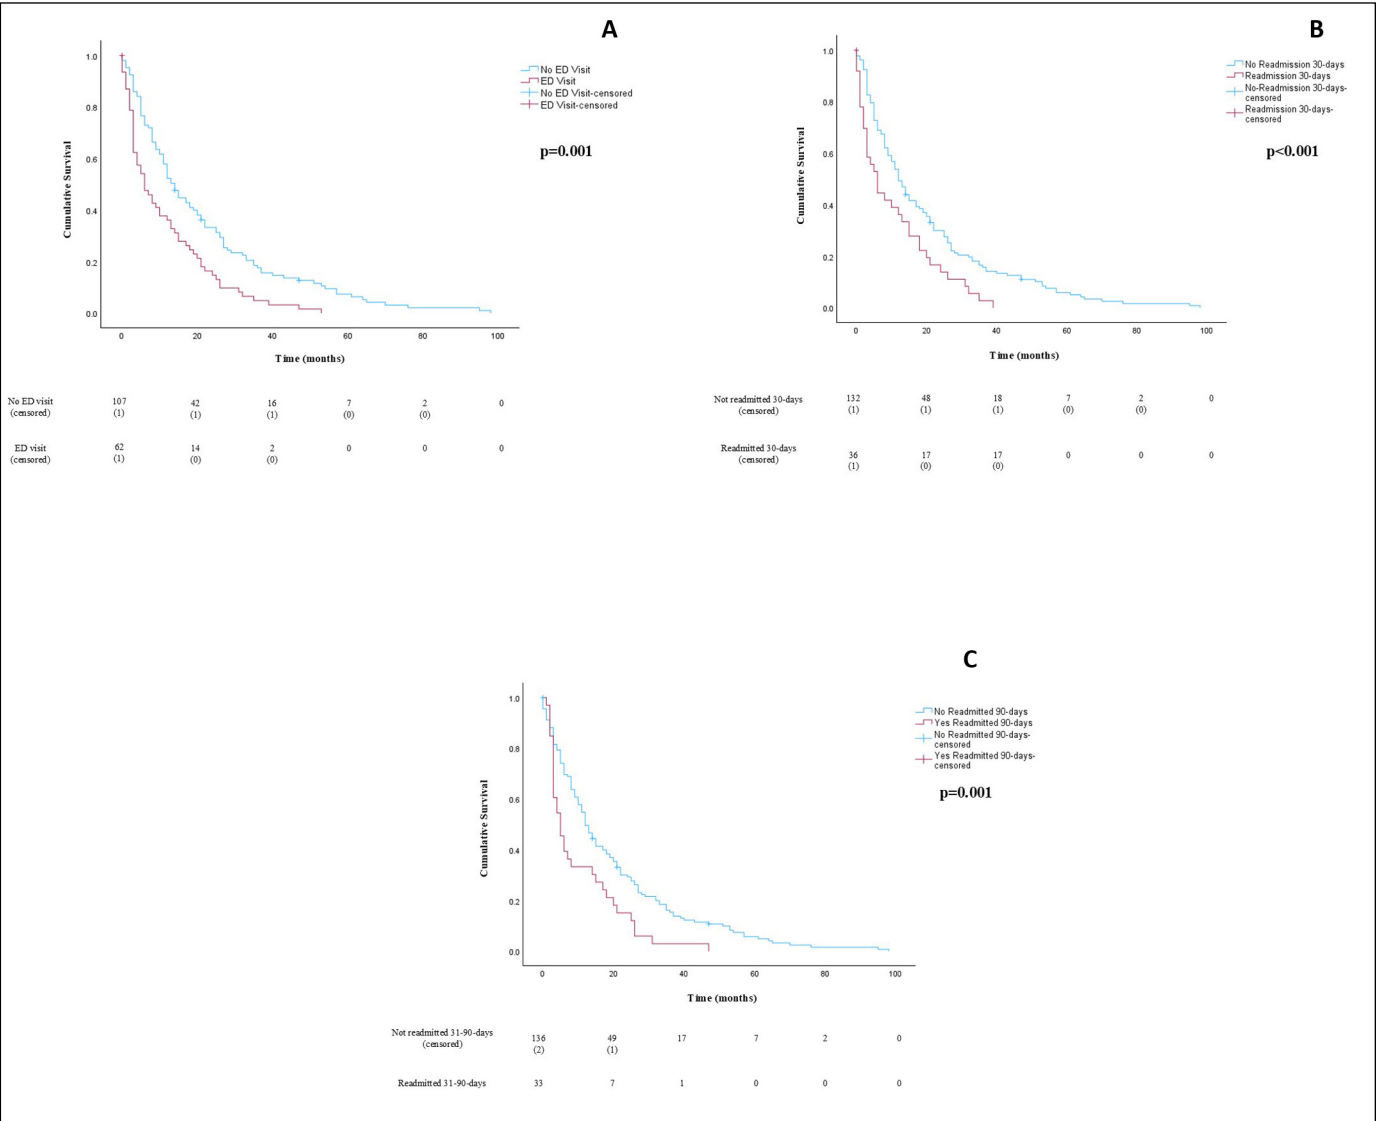 A
1.0
0.8
0.6
0.4
0.2
0.0
Cumulative Survival
0 20 40 60 80 100
Time (months)
No ED Visit
ED Visit
No ED Visit-censored
ED Visit-censored
p=0.001
No ED visit
(censored)
107 42 16 7 2 0
(1) (1) (1) (0) (0)
ED visit
(censored)
62 14 2 0 0 0
(1) (0) (0)
B
1.0
0.8
0.6
0.4
0.2
0.0
Cumulative Survival
0 20 40 60 80 100
Time (months)
No Readmission 30-days
Readmission 30-days
No-Readmission 30-days-
censored
Readmission 30-days-
censored
p<0.001
Not readmitted 30-days
(censored)
132 48 18 7 2 0
(1) (1) (1) (0) (0)
Readmitted 30-days
(censored)
36 17 17 0 0 0
(1) (0) (0)
C
1.0
0.8
0.6
0.4
0.2
0.0
Cumulative Survival
0 20 40 60 80 100
Time (months)
No Readmitted 90-days
Yes Readmitted 90-days
No Readmitted 90-days-
censored
Yes Readmitted 90-days-
censored
p=0.001
Not readmitted 31-90-days
(censored)
136 49 17 7 2 0
(2) (1)
Readmitted 31-90-days
33 7 1 0 0 0